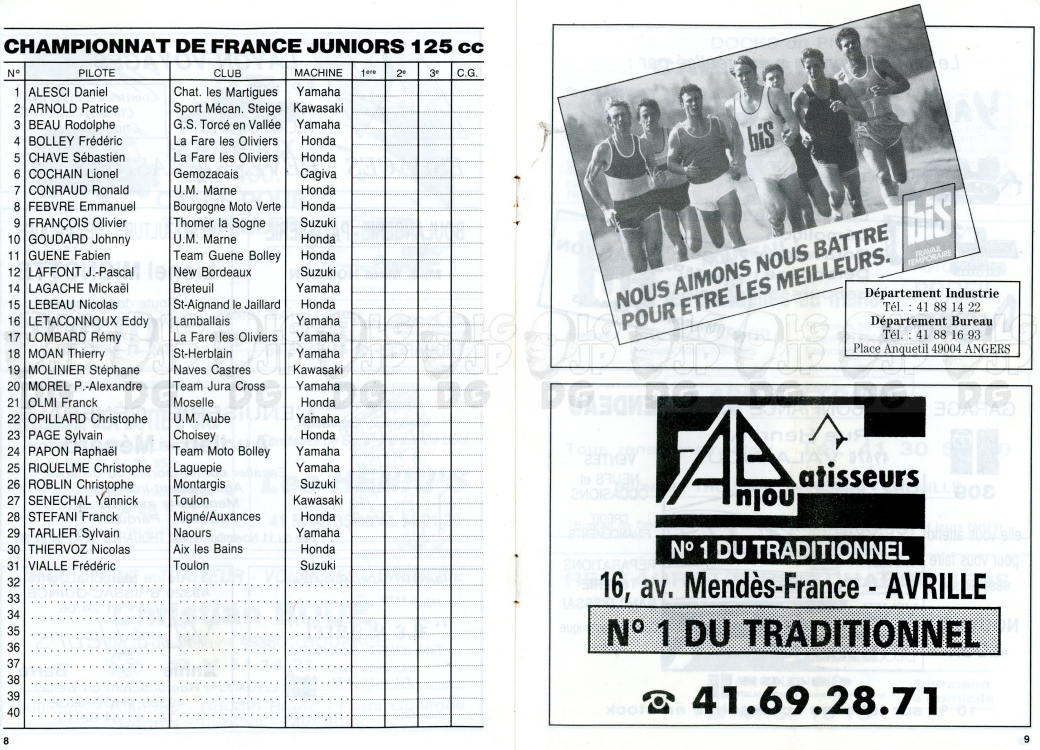 CHAMPIONNAT DE FRANCE JUNIORS 125 cc
N° PILOTE CLUB MACHINE 1ere 2e 3e C.G.
1 ALESCI Daniel Chat. les Martigues Yamaha
2 ARNOLD Patrice Sport Mécan. Steige Kawasaki
3 BEAU Rodolphe G.S. Torcé en Vallée Yamaha
4 BOLLEY Frédéric La Fare les Oliviers Honda
5 CHAVE Sébastien La Fare les Oliviers Honda
6 COCHAIN Lionel Gemozacais Cagiva
7 CONRAUD Ronald U.M. Marne Honda
8 FEBVRE Emmanuel Bourgogne Moto Verte Honda
9 FRANÇOIS Olivier Thomer la Sogne Suzuki
10 GOUDARD Johnny U.M. Marne Honda
11 GUENE Fabien Team Guene Bolley Honda
12 LAFFONT J.-Pascal New Bordeaux Suzuki
14 LAGACHE Mickaël Breteuil Yamaha
15 LEBEAU Nicolas St-Aignand le Jaillard Honda
16 LETACONNOUX Eddy Lamballais Yamaha
17 LOMBARD Rémy La Fare les Oliviers Yamaha
18 MOAN Thierry St-Herblain Yamaha
19 MOLINIER Stéphane Naves Castres Kawasaki
20 MOREL P.-Alexandre Team Jura Cross Yamaha
21 OLMI Franck Moselle Honda
22 OPILLARD Christophe U.M. Aube Yamaha
23 PAGE Sylvain Choisey Honda
24 PAPON Raphaël Team Moto Bolley Yamaha
25 RIQUELME Christophe Laguepie Yamaha
26 ROBLIN Christophe Montargis Suzuki
27 SENECHAL Yannick Toulon Kawasaki
28 STEFANI Franck Migné/Auxances Honda
29 TARLIER Sylvain Naours Yamaha
30 THIERVOZ Nicolas Aix les Bains Honda
31 VIALLE Frédéric Toulon Suzuki
32
33
34
35
36
37
38
39
40
8
bis
bis
TRAVAIL
TEMPORAIRE
NOUS AIMONS NOUS BATTRE
POUR ETRE LES MEILLEURS.
Département Industrie
Tél. : 41 88 14 22
Département Bureau
Tél. : 41 88 16 93
Place Anquetil 49004 ANGERS
Anjou Batisseurs
N° 1 DU TRADITIONNEL
16, av. Mendès-France - AVRILLE
N° 1 DU TRADITIONNEL
☎ 41.69.28.71
9
LG JP DG